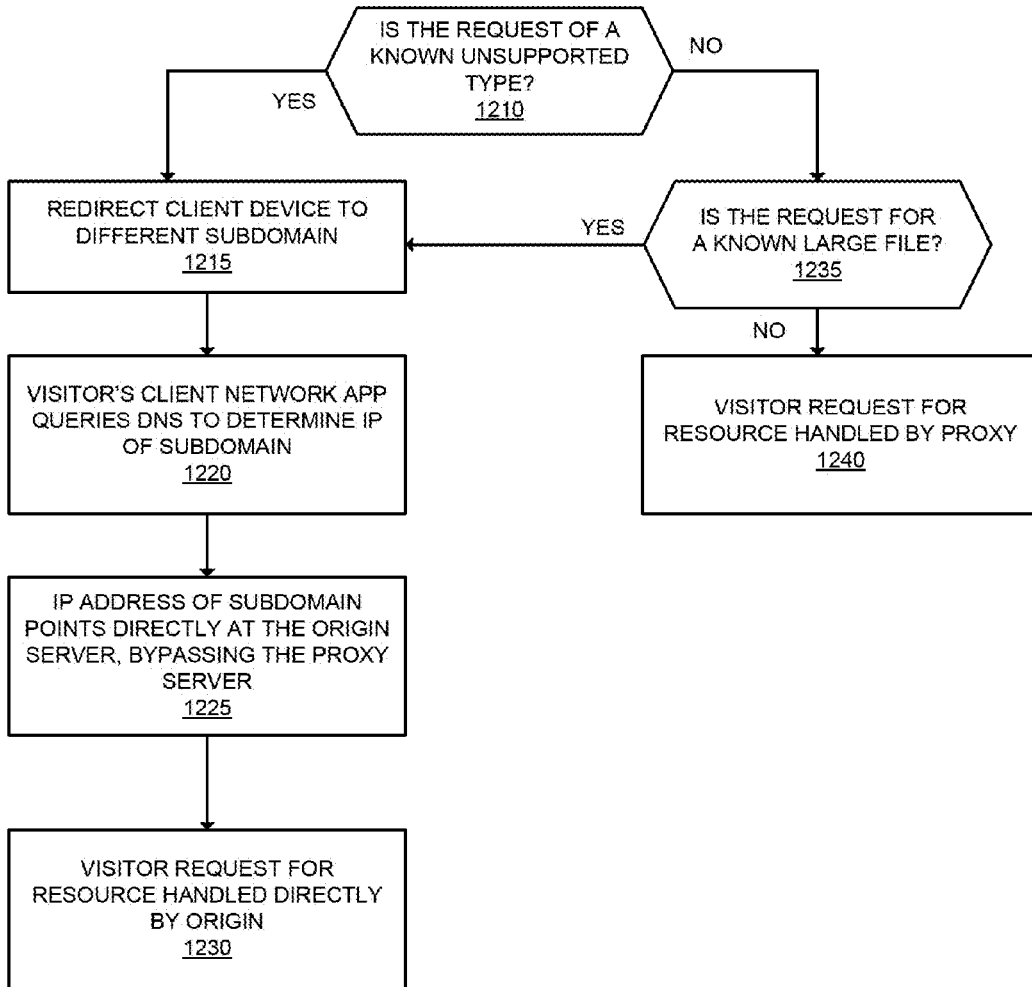 IS THE REQUEST OF A
KNOWN UNSUPPORTED
TYPE?
1210
YES
NO
REDIRECT CLIENT DEVICE TO
DIFFERENT SUBDOMAIN
1215
YES
IS THE REQUEST FOR
A KNOWN LARGE FILE?
1235
NO
VISITOR'S CLIENT NETWORK APP
QUERIES DNS TO DETERMINE IP
OF SUBDOMAIN
1220
VISITOR REQUEST FOR
RESOURCE HANDLED BY PROXY
1240
IP ADDRESS OF SUBDOMAIN
POINTS DIRECTLY AT THE ORIGIN
SERVER, BYPASSING THE PROXY
SERVER
1225
VISITOR REQUEST FOR
RESOURCE HANDLED DIRECTLY
BY ORIGIN
1230